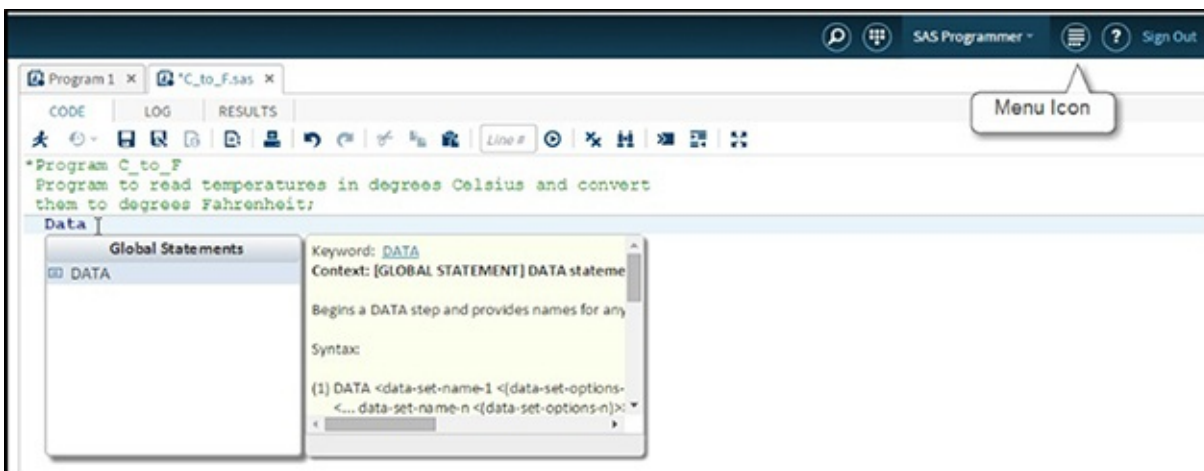 SAS Programmer
?
Sign Out
Program 1 × *C_to_F.sas ×
Menu Icon
CODE LOG RESULTS
Line #
*Program C_to_F
Program to read temperatures in degrees Celsius and convert
them to degrees Fahrenheit;
Data
Global Statements
DATA
Keyword: DATA
Context: [GLOBAL STATEMENT] DATA stateme
Begins a DATA step and provides names for any
Syntax:
(1) DATA <data-set-name-1 <(data-set-options-
<... data-set-name-n <(data-set-options-n)>: